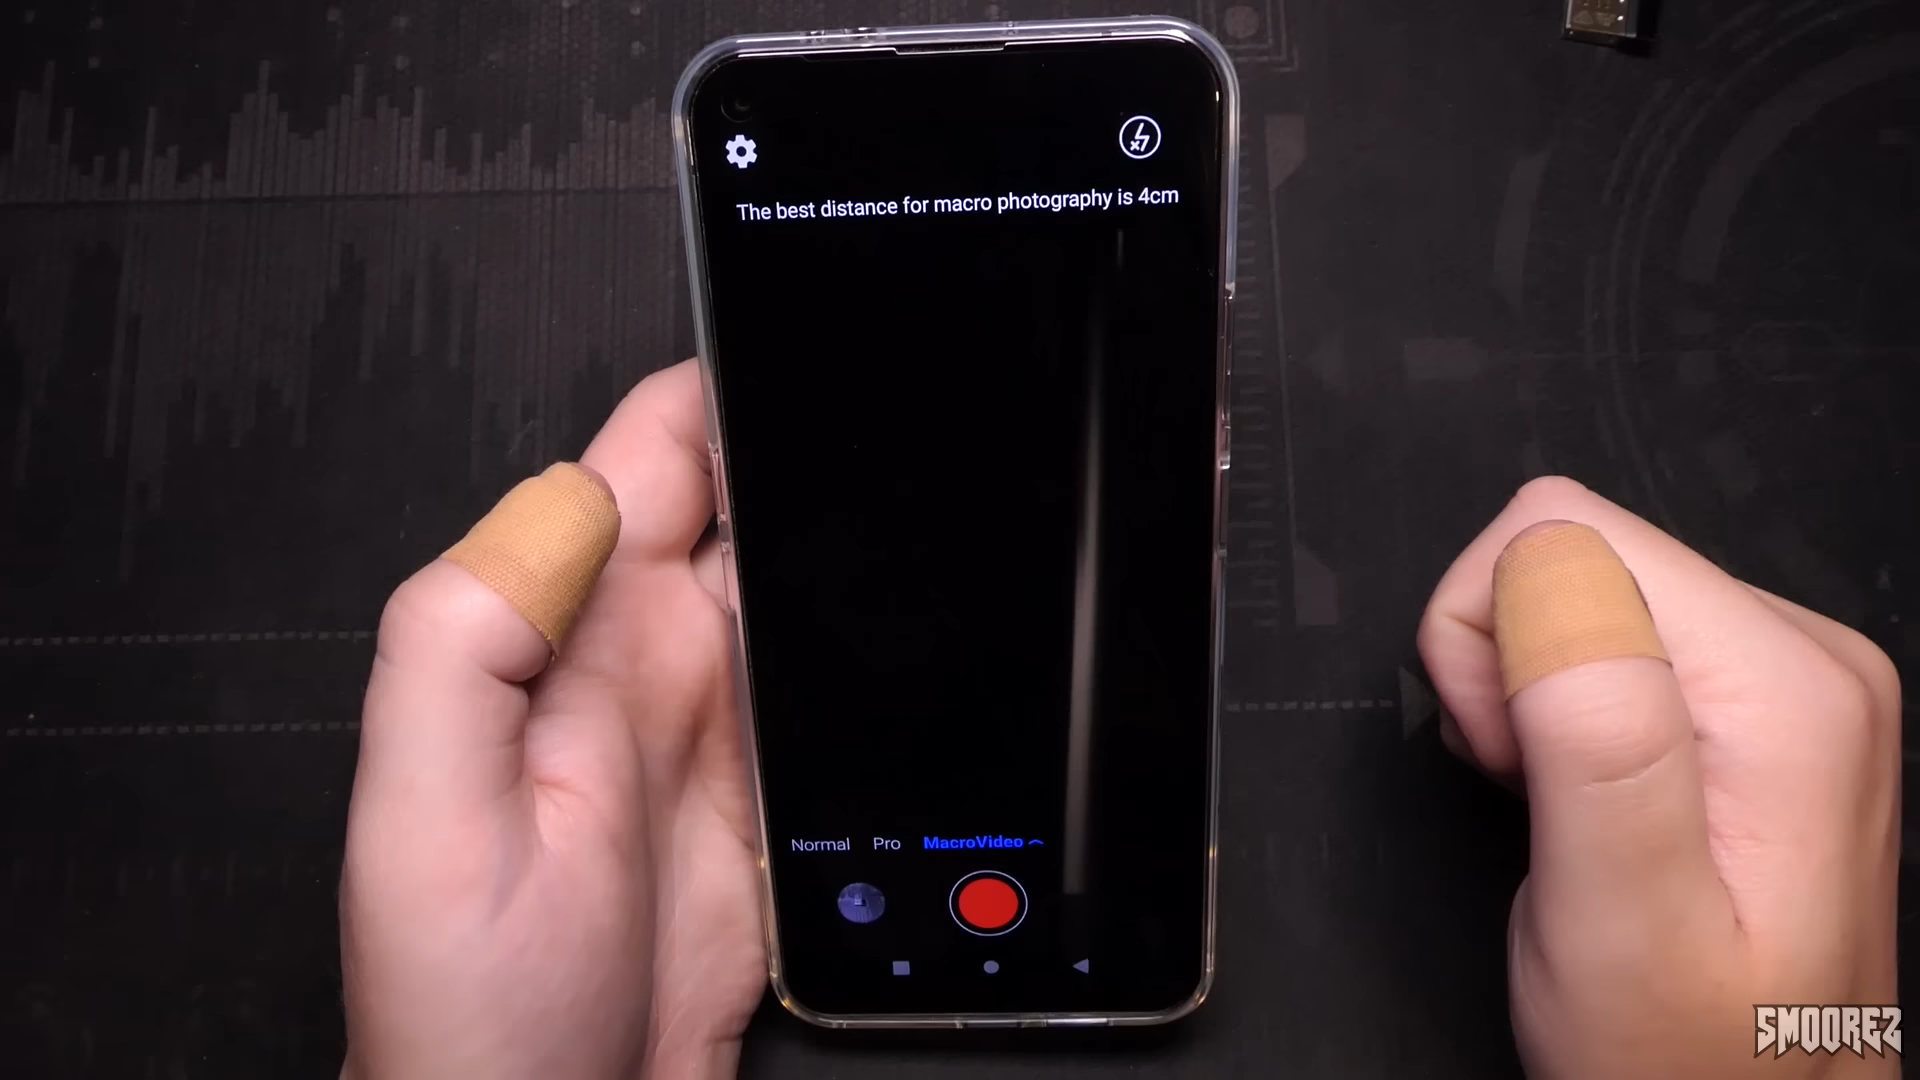 The best distance for macro photography is 4cm
Normal Pro MacroVideo
SMOOREZ